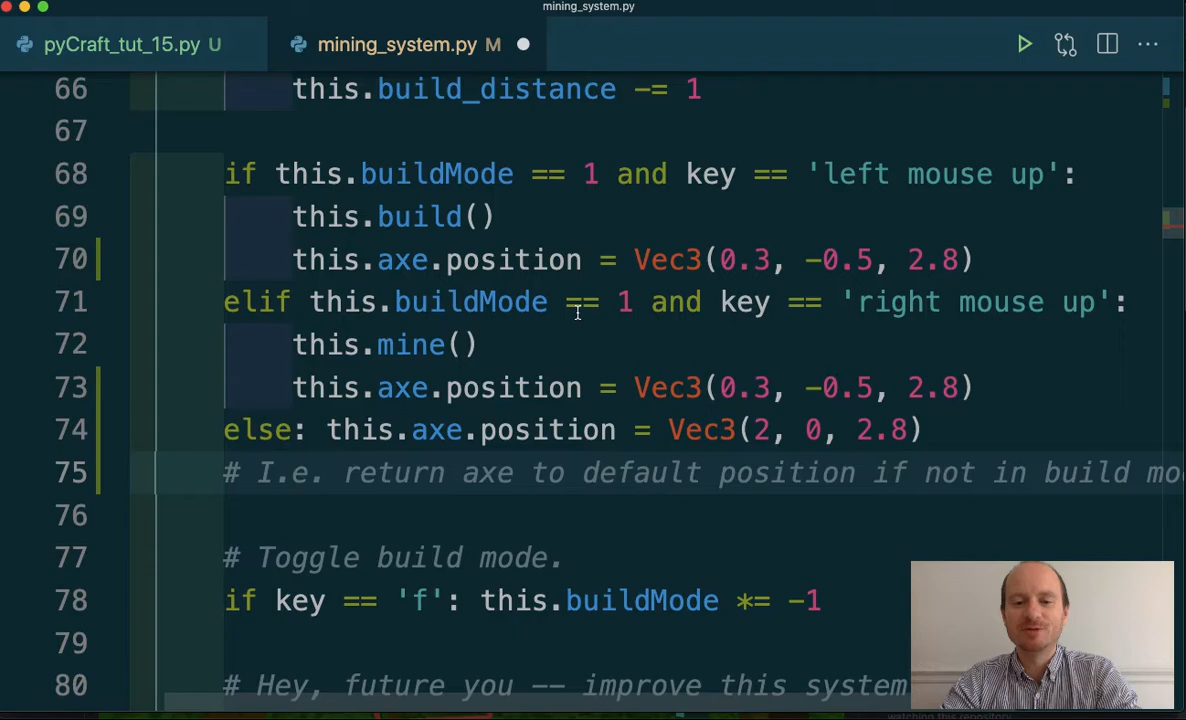 mining_system.py
pyCraft_tut_15.py U
mining_system.py M
66 this.build_distance -= 1
67
68 if this.buildMode == 1 and key == 'left mouse up':
69 this.build()
70 this.axe.position = Vec3(0.3, -0.5, 2.8)
71 elif this.buildMode == 1 and key == 'right mouse up':
72 this.mine()
73 this.axe.position = Vec3(0.3, -0.5, 2.8)
74 else: this.axe.position = Vec3(2, 0, 2.8)
75 # I.e. return axe to default position if not in build mo
76
77 # Toggle build mode.
78 if key == 'f': this.buildMode *= -1
79
80 # Hey, future you -- improve this system
watching this repository